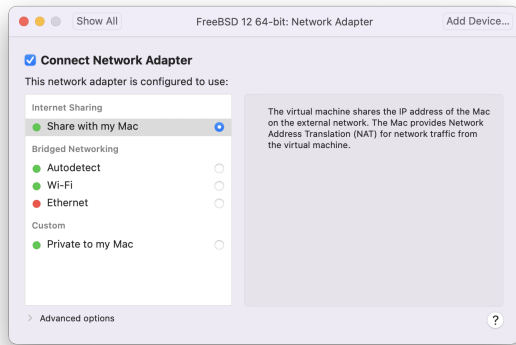 Show All
FreeBSD 12 64-bit: Network Adapter
Add Device...
Connect Network Adapter
This network adapter is configured to use:
Internet Sharing
Share with my Mac
Bridged Networking
Autodetect
Wi-Fi
Ethernet
Custom
Private to my Mac
The virtual machine shares the IP address of the Mac
on the external network. The Mac provides Network
Address Translation (NAT) for network traffic from
the virtual machine.
Advanced options
?